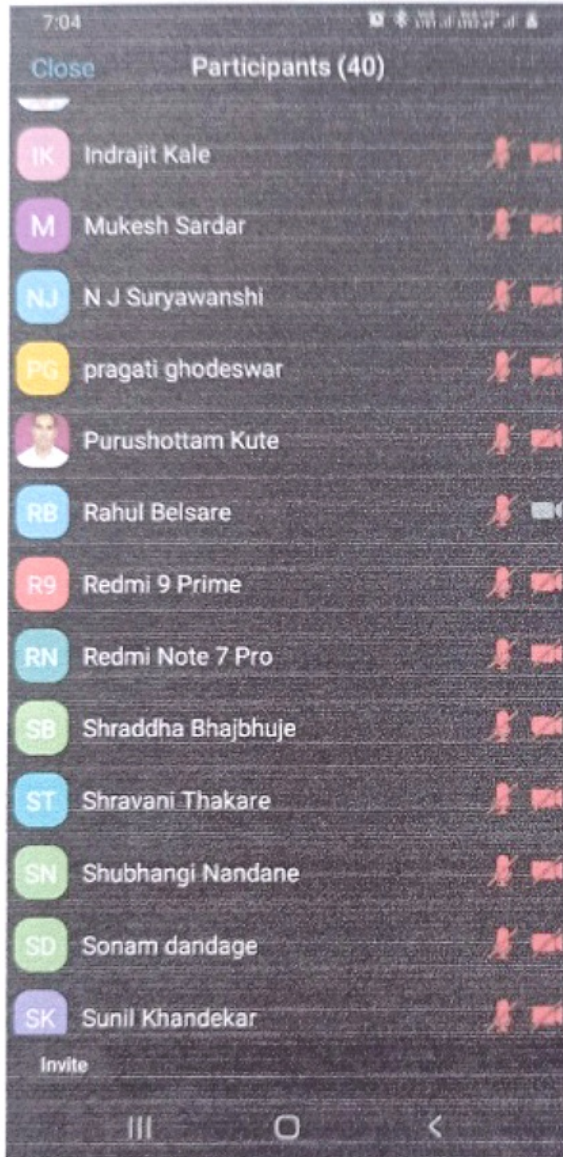 7:04
Close Participants (40)
IK Indrajit Kale
M Mukesh Sardar
NJ N J Suryawanshi
PG pragati ghodeswar
Purushottam Kute
RB Rahul Belsare
R9 Redmi 9 Prime
RN Redmi Note 7 Pro
SB Shraddha Bhajbhuje
ST Shravani Thakare
SN Shubhangi Nandane
SD Sonam dandage
SK Sunil Khandekar
Invite